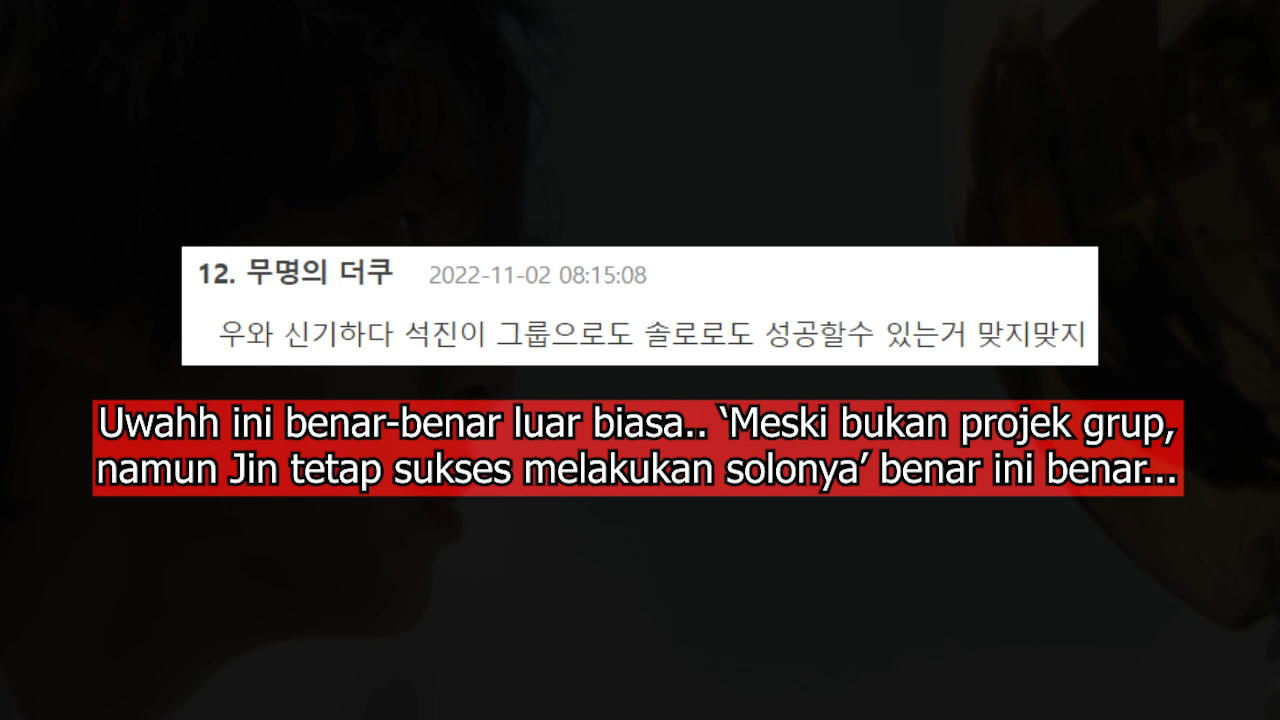 12. 무명의 더쿠 2022-11-02 08:15:08
우와 신기하다 석진이 그룹으로도 솔로로도 성공할수 있는거 맞지맞지
Uwahh ini benar-benar luar biasa.. ‘Meski bukan projek grup,
namun Jin tetap sukses melakukan solonya’ benar ini benar...